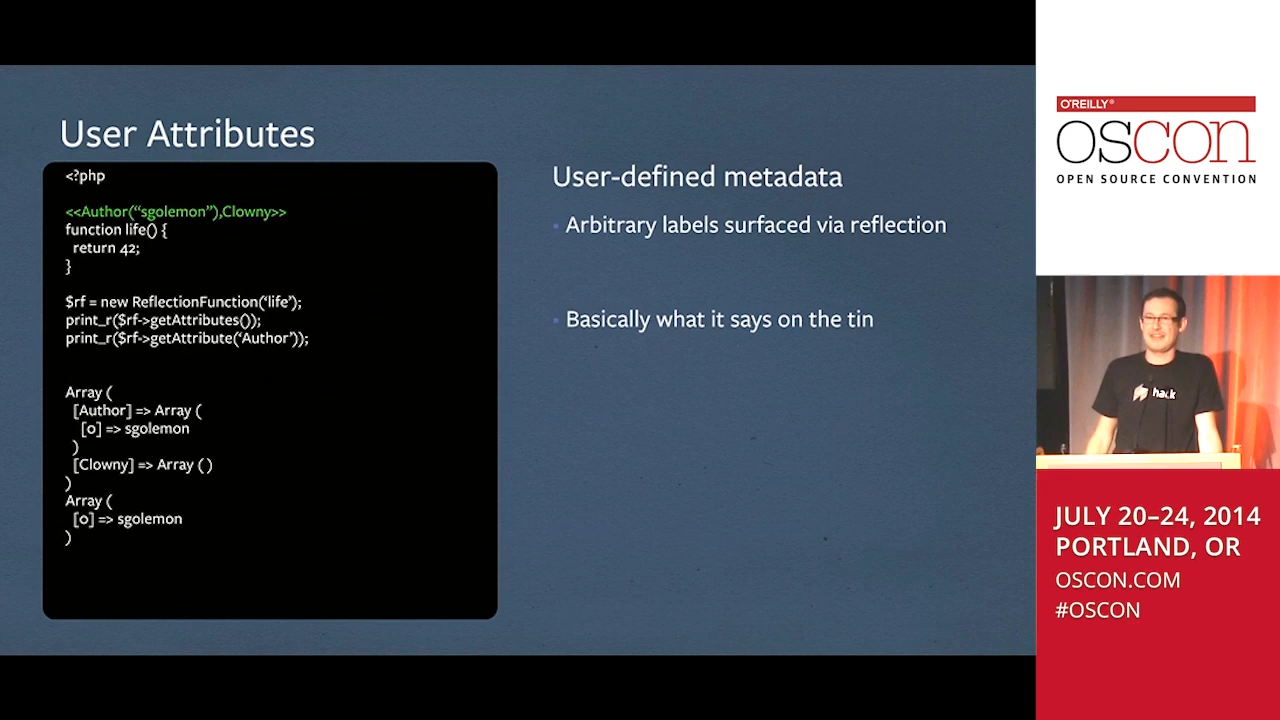 User Attributes
<?php
<<Author(“sgolemon”),Clowny>>
function life() {
return 42;
}
$rf = new ReflectionFunction(‘life’);
print_r($rf->getAttributes());
print_r($rf->getAttribute(‘Author’));
Array (
[Author] => Array (
[0] => sgolemon
)
[Clowny] => Array ( )
)
Array (
[0] => sgolemon
)
User-defined metadata
Arbitrary labels surfaced via reflection
Basically what it says on the tin
O'REILLY®
OSCON
OPEN SOURCE CONVENTION
hack
JULY 20–24, 2014
PORTLAND, OR
OSCON.COM
#OSCON